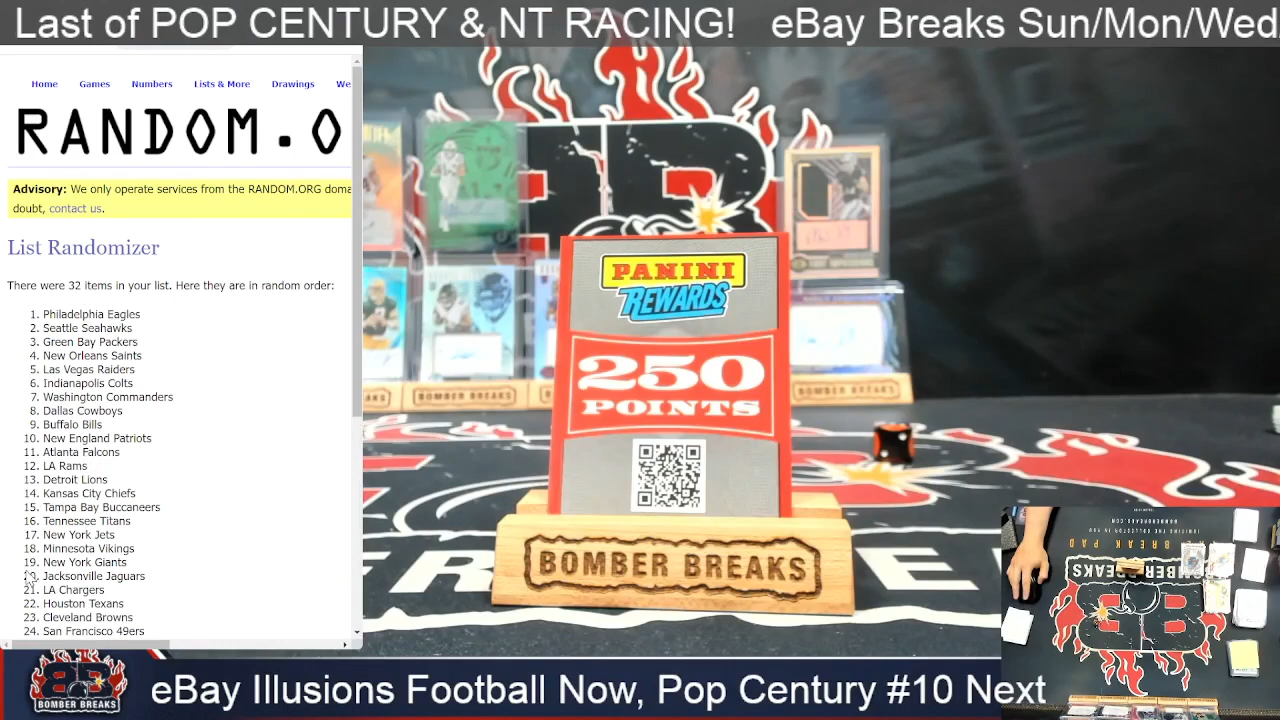 Last of POP CENTURY & NT RACING! eBay Breaks Sun/Mon/Wed
Home Games Numbers Lists & More Drawings We
RANDOM.O
Advisory: We only operate services from the RANDOM.ORG doma
doubt, contact us.
List Randomizer
There were 32 items in your list. Here they are in random order:
1. Philadelphia Eagles
2. Seattle Seahawks
3. Green Bay Packers
4. New Orleans Saints
5. Las Vegas Raiders
6. Indianapolis Colts
7. Washington Commanders
8. Dallas Cowboys
9. Buffalo Bills
10. New England Patriots
11. Atlanta Falcons
12. LA Rams
13. Detroit Lions
14. Kansas City Chiefs
15. Tampa Bay Buccaneers
16. Tennessee Titans
17. New York Jets
18. Minnesota Vikings
19. New York Giants
Jacksonville Jaguars
21. LA Chargers
22. Houston Texans
23. Cleveland Browns
24. San Francisco 49ers
PANINI
REWARDS
250
POINTS
BOMBER BREAKS
BOMBER BREAKS
BOMBER BREAKS
BOMBER BREAKS
BREAK PAD
BOMBER BREAKS
eBay Illusions Football Now, Pop Century #10 Next